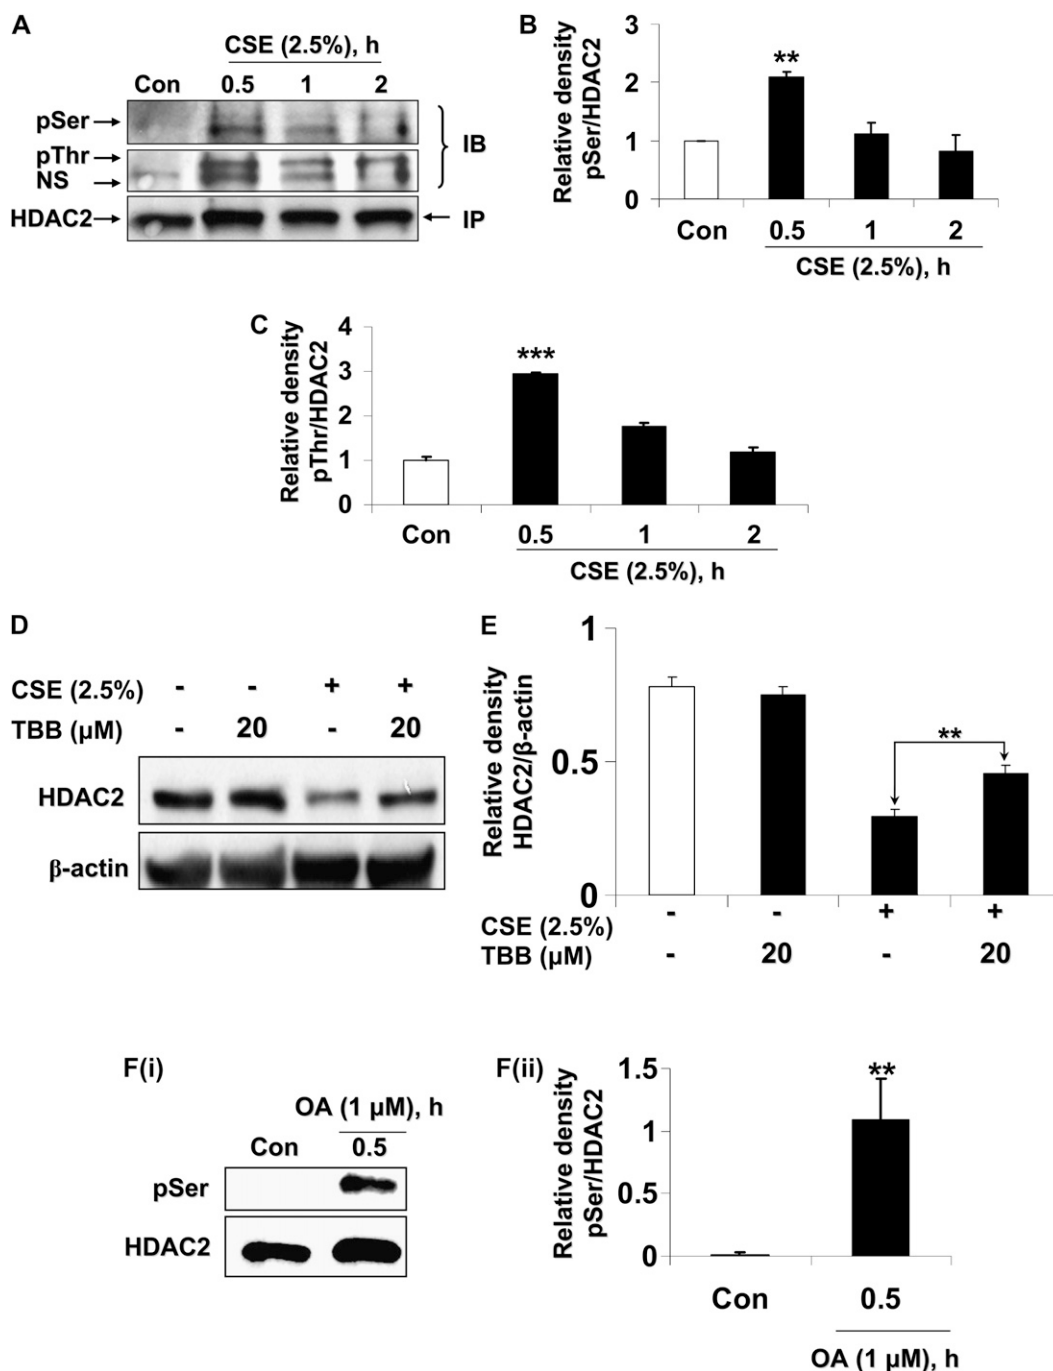 A
CSE (2.5%), h
Con 0.5 1 2
pSer
IB
pThr
NS
HDAC2
IP
B
Relative density
pSer/HDAC2
3
2
1
0
**
Con 0.5 1 2
CSE (2.5%), h
C
Relative density
pThr/HDAC2
4
3
2
1
0
***
Con 0.5 1 2
CSE (2.5%), h
D
CSE (2.5%) - - + +
TBB (μM) - 20 - 20
HDAC2
β-actin
E
Relative density
HDAC2/β-actin
1
0.5
0
**
CSE (2.5%) - - + +
TBB (μM) - 20 - 20
F(i)
OA (1 μM), h
Con 0.5
pSer
HDAC2
F(ii)
Relative density
pSer/HDAC2
1.5
1
0.5
0
**
Con 0.5
OA (1 μM), h